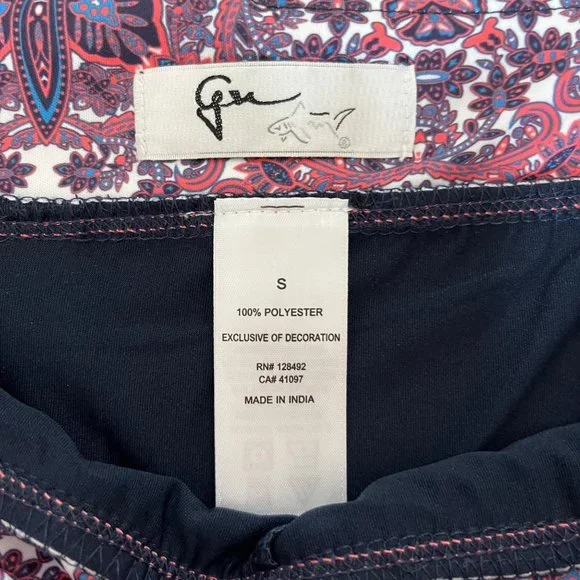 S
100% POLYESTER
EXCLUSIVE OF DECORATION
RN# 128492
CA# 41097
MADE IN INDIA